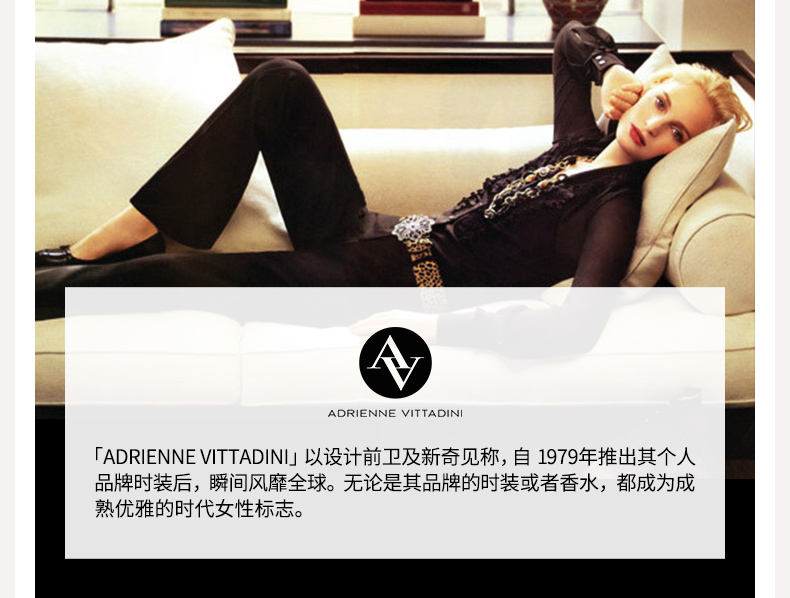 AV
ADRIENNE VITTADINI
「ADRIENNE VITTADINI」以设计前卫及新奇见称，自 1979年推出其个人
品牌时装后，瞬间风靡全球。无论是其品牌的时装或者香水，都成为成
熟优雅的时代女性标志。